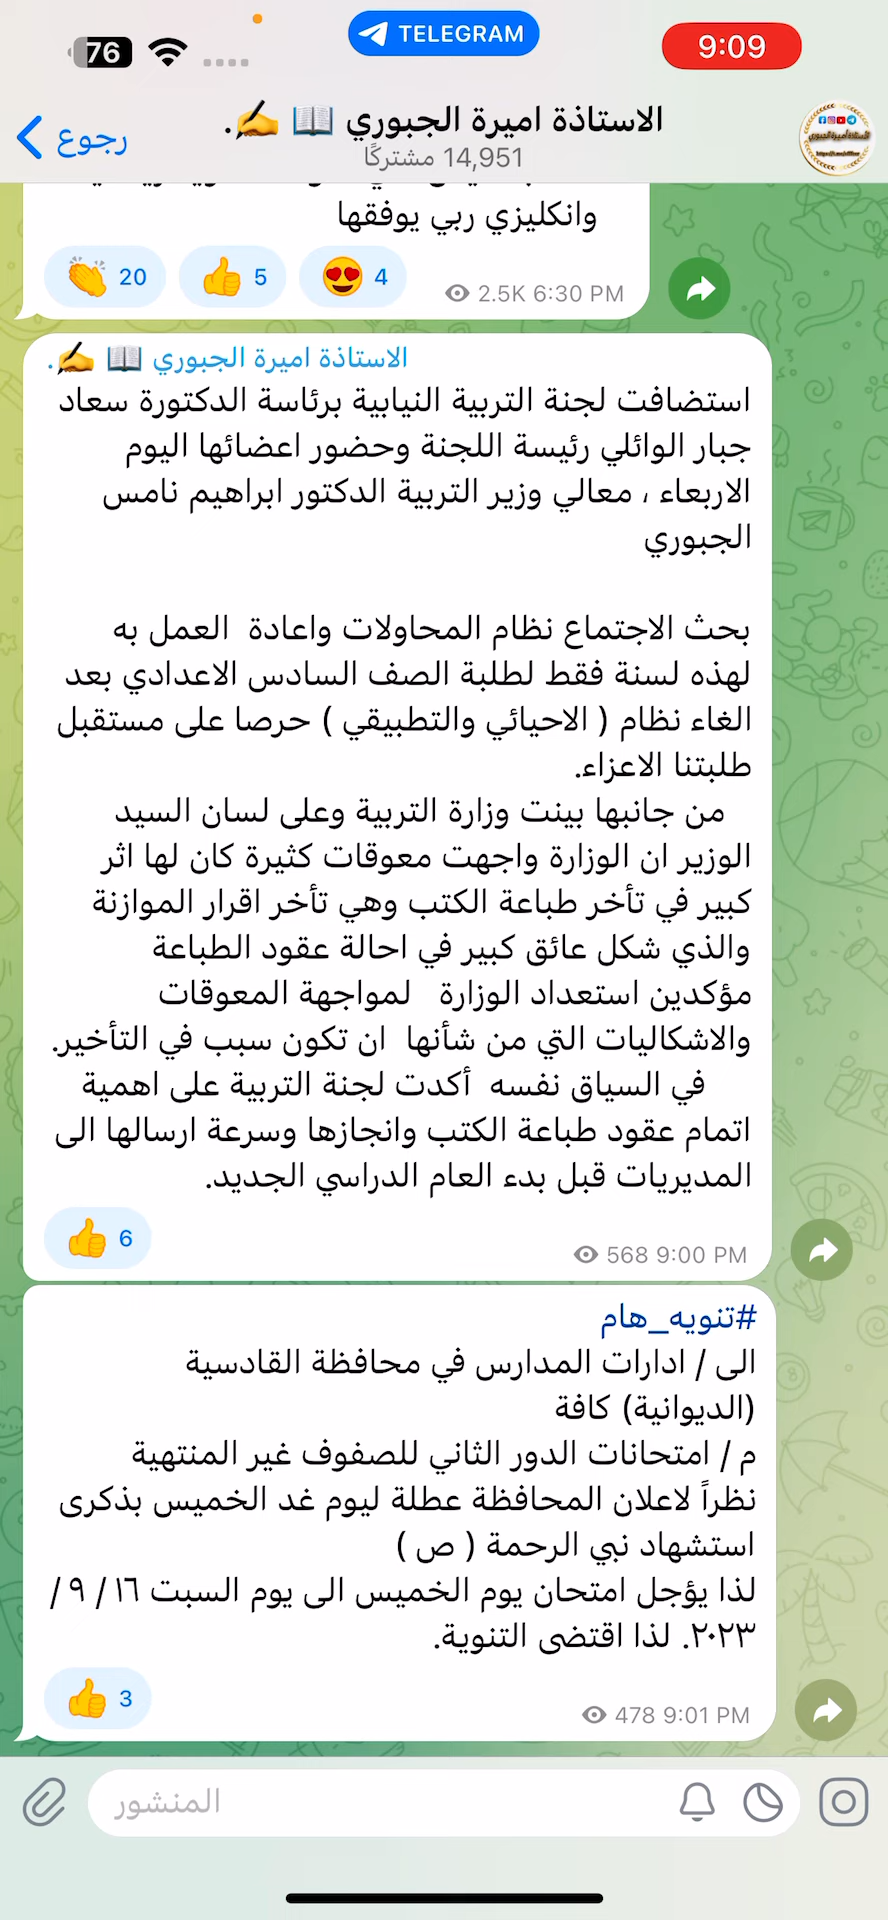 76
TELEGRAM
9:09
رجوع
الاستاذة اميرة الجبوري 📖 ✍️.
14,951 مشتركًا
وانكليزي ربي يوفقها
20
5
4
2.5K 6:30 PM
الاستاذة اميرة الجبوري 📖 ✍️.
استضافت لجنة التربية النيابية برئاسة الدكتورة سعاد
جبار الوائلي رئيسة اللجنة وحضور اعضائها اليوم
الاربعاء ، معالي وزير التربية الدكتور ابراهيم نامس
الجبوري
بحث الاجتماع نظام المحاولات واعادة العمل به
لهذه لسنة فقط لطلبة الصف السادس الاعدادي بعد
الغاء نظام ( الاحيائي والتطبيقي ) حرصا على مستقبل
طلبتنا الاعزاء.
من جانبها بينت وزارة التربية وعلى لسان السيد
الوزير ان الوزارة واجهت معوقات كثيرة كان لها اثر
كبير في تأخر طباعة الكتب وهي تأخر اقرار الموازنة
والذي شكل عائق كبير في احالة عقود الطباعة
مؤكدين استعداد الوزارة لمواجهة المعوقات
والاشكاليات التي من شأنها ان تكون سبب في التأخير.
في السياق نفسه أكدت لجنة التربية على اهمية
اتمام عقود طباعة الكتب وانجازها وسرعة ارسالها الى
المديريات قبل بدء العام الدراسي الجديد.
6
568 9:00 PM
#تنويه_هام
الى / ادارات المدارس في محافظة القادسية
(الديوانية) كافة
م / امتحانات الدور الثاني للصفوف غير المنتهية
نظراً لاعلان المحافظة عطلة ليوم غد الخميس بذكرى
استشهاد نبي الرحمة ( ص )
لذا يؤجل امتحان يوم الخميس الى يوم السبت ١٦ / ٩ /
٢٠٢٣. لذا اقتضى التنوية.
3
478 9:01 PM
المنشور